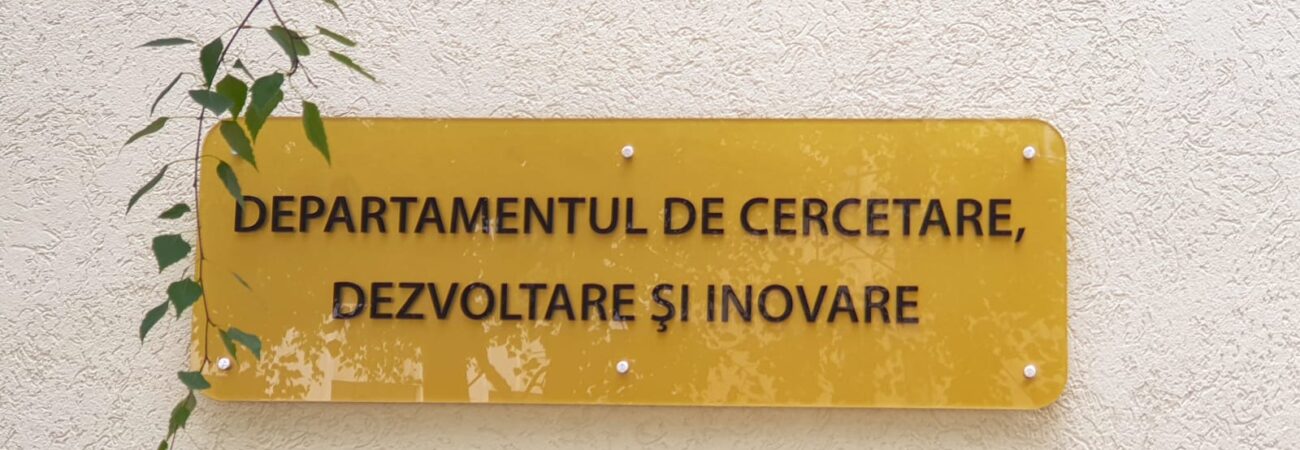 DEPARTAMENTUL DE CERCETARE,
DEZVOLTARE ŞI INOVARE